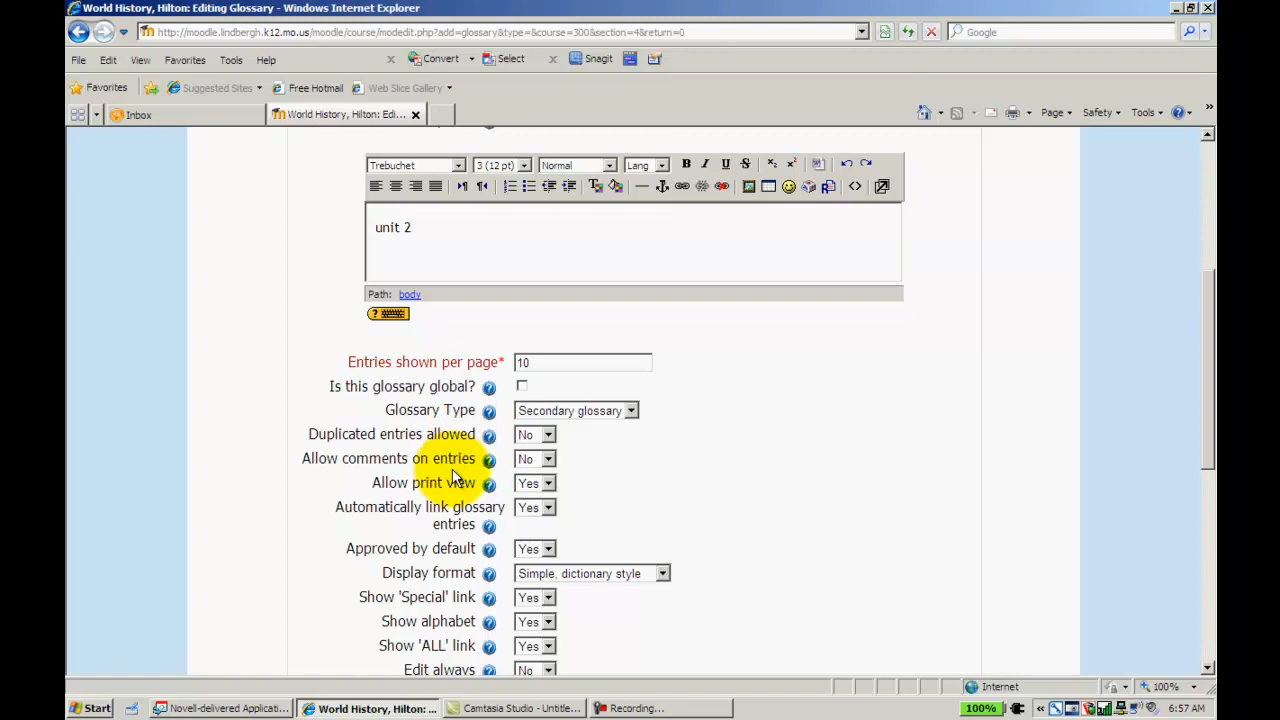 World History, Hilton: Editing Glossary - Windows Internet Explorer
http://moodle.lindbergh.k12.mo.us/moodle/course/modedit.php?add=glossary&type=&course=300&section=4&return=0
Google
File Edit View Favorites Tools Help
Convert Select Snagit
Favorites Suggested Sites Free Hotmail Web Slice Gallery
Inbox World History, Hilton: Edi...
Page Safety Tools
Trebuchet 3 (12 pt) Normal Lang B I U S
unit 2
Path: body
Entries shown per page* 10
Is this glossary global?
Glossary Type Secondary glossary
Duplicated entries allowed No
Allow comments on entries No
Allow print view Yes
Automatically link glossary entries Yes
Approved by default Yes
Display format Simple, dictionary style
Show 'Special' link Yes
Show alphabet Yes
Show 'ALL' link Yes
Edit always No
Internet 100%
Start Novell-delivered Applicati... World History, Hilton: ... Camtasia Studio - Untitle... Recording... 100% 6:57 AM